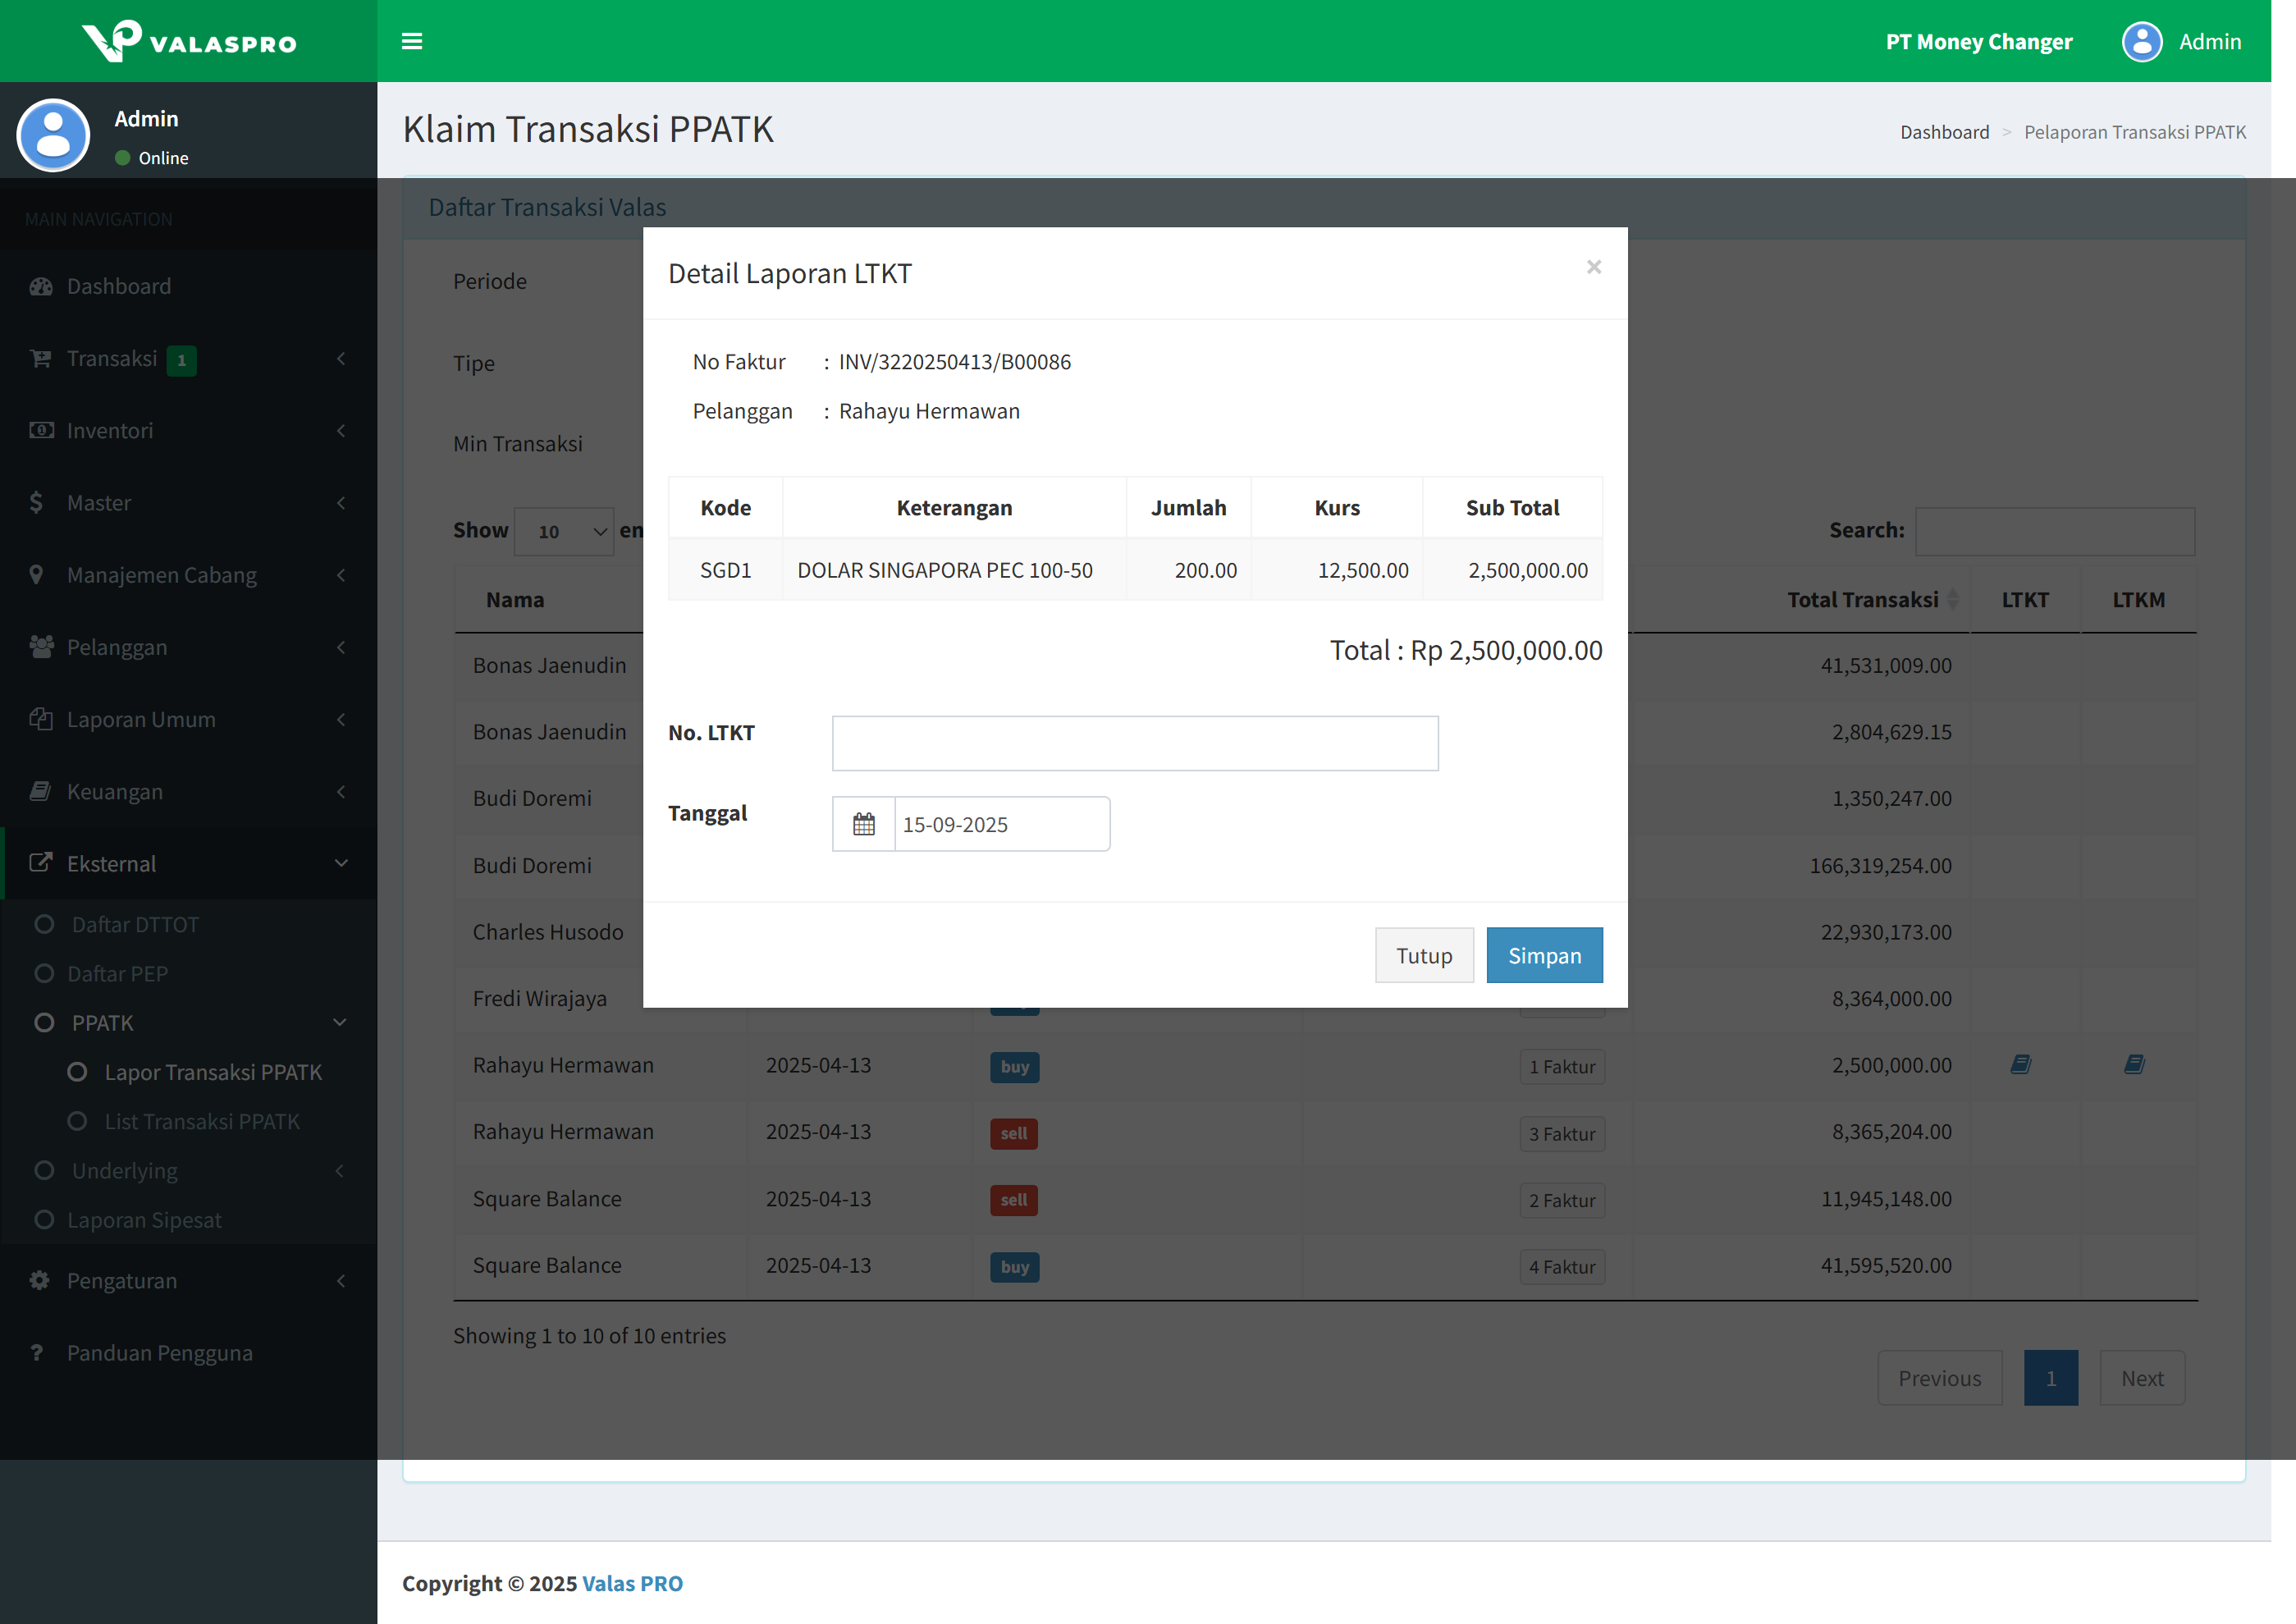 VALASPRO
PT Money Changer
Admin
Admin
Online
MAIN NAVIGATION
Dashboard
Transaksi 1
Inventori
Master
Manajemen Cabang
Pelanggan
Laporan Umum
Keuangan
Eksternal
Daftar DTTOT
Daftar PEP
PPATK
Lapor Transaksi PPATK
List Transaksi PPATK
Underlying
Laporan Sipesat
Pengaturan
Panduan Pengguna
Klaim Transaksi PPATK
Dashboard > Pelaporan Transaksi PPATK
Daftar Transaksi Valas
Periode
Tipe
Min Transaksi
Show 10 en
Search:
Nama Total Transaksi LTKT LTKM
Bonas Jaenudin 41,531,009.00
Bonas Jaenudin 2,804,629.15
Budi Doremi 1,350,247.00
Budi Doremi 166,319,254.00
Charles Husodo 22,930,173.00
Fredi Wirajaya 8,364,000.00
Rahayu Hermawan 2025-04-13 buy 1 Faktur 2,500,000.00
Rahayu Hermawan 2025-04-13 sell 3 Faktur 8,365,204.00
Square Balance 2025-04-13 sell 2 Faktur 11,945,148.00
Square Balance 2025-04-13 buy 4 Faktur 41,595,520.00
Showing 1 to 10 of 10 entries
Previous 1 Next
Detail Laporan LTKT ×
No Faktur : INV/3220250413/B00086
Pelanggan : Rahayu Hermawan
Kode Keterangan Jumlah Kurs Sub Total
SGD1 DOLAR SINGAPORA PEC 100-50 200.00 12,500.00 2,500,000.00
Total : Rp 2,500,000.00
No. LTKT
Tanggal 15-09-2025
Tutup Simpan
Copyright © 2025 Valas PRO